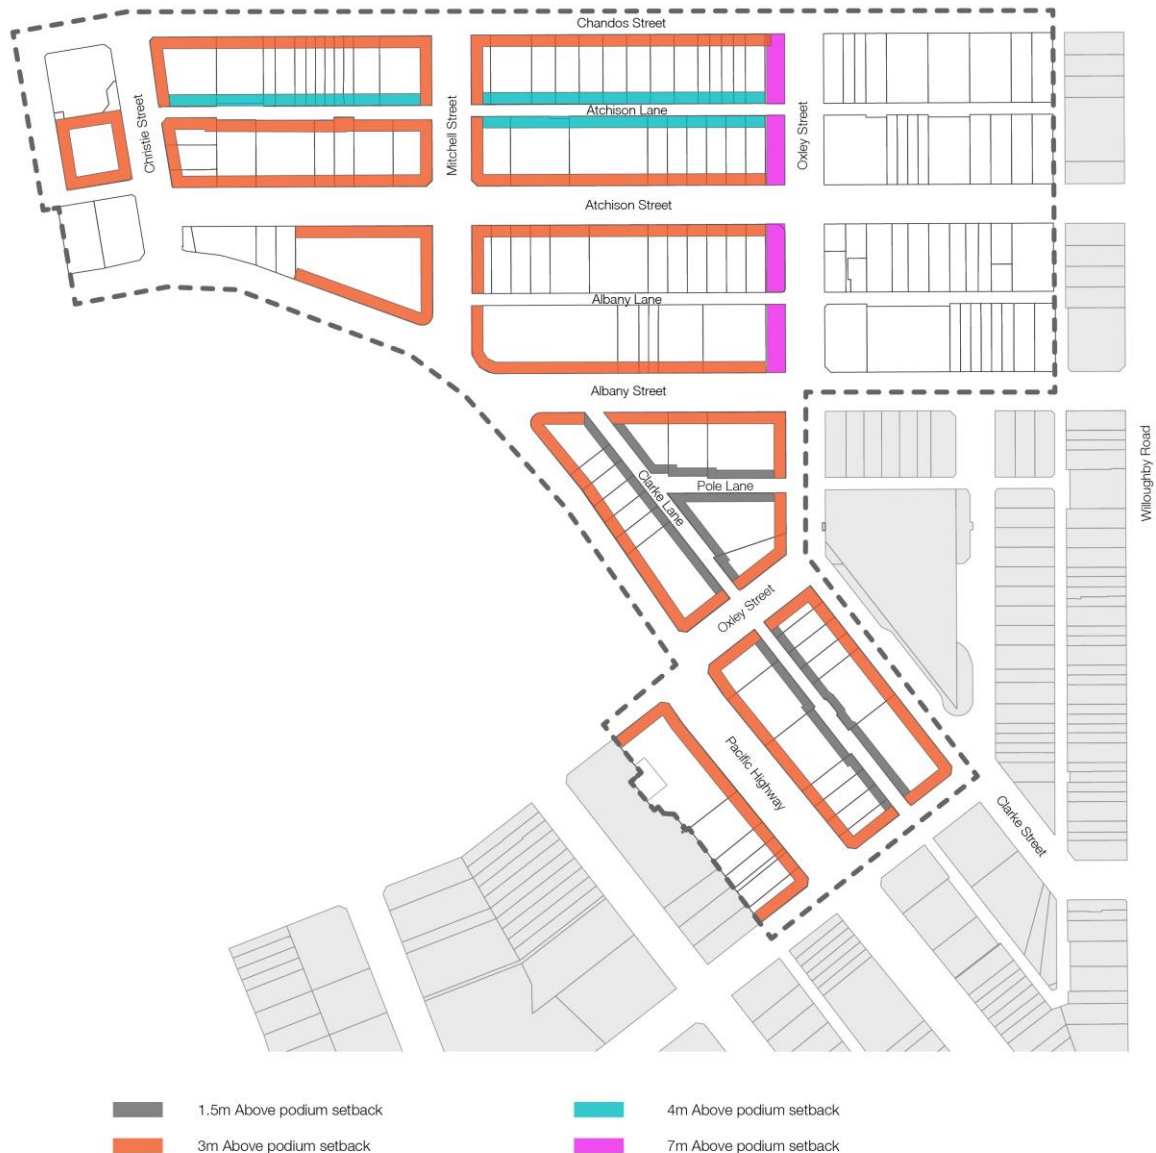 Chandos Street
Christie Street
Mitchell Street
Atchison Lane
Oxley Street
Atchison Street
Albany Lane
Albany Street
Willoughby Road
Clarke Lane
Pole Lane
Oxley Street
Pacific Highway
Clarke Street
1.5m Above podium setback
4m Above podium setback
3m Above podium setback
7m Above podium setback